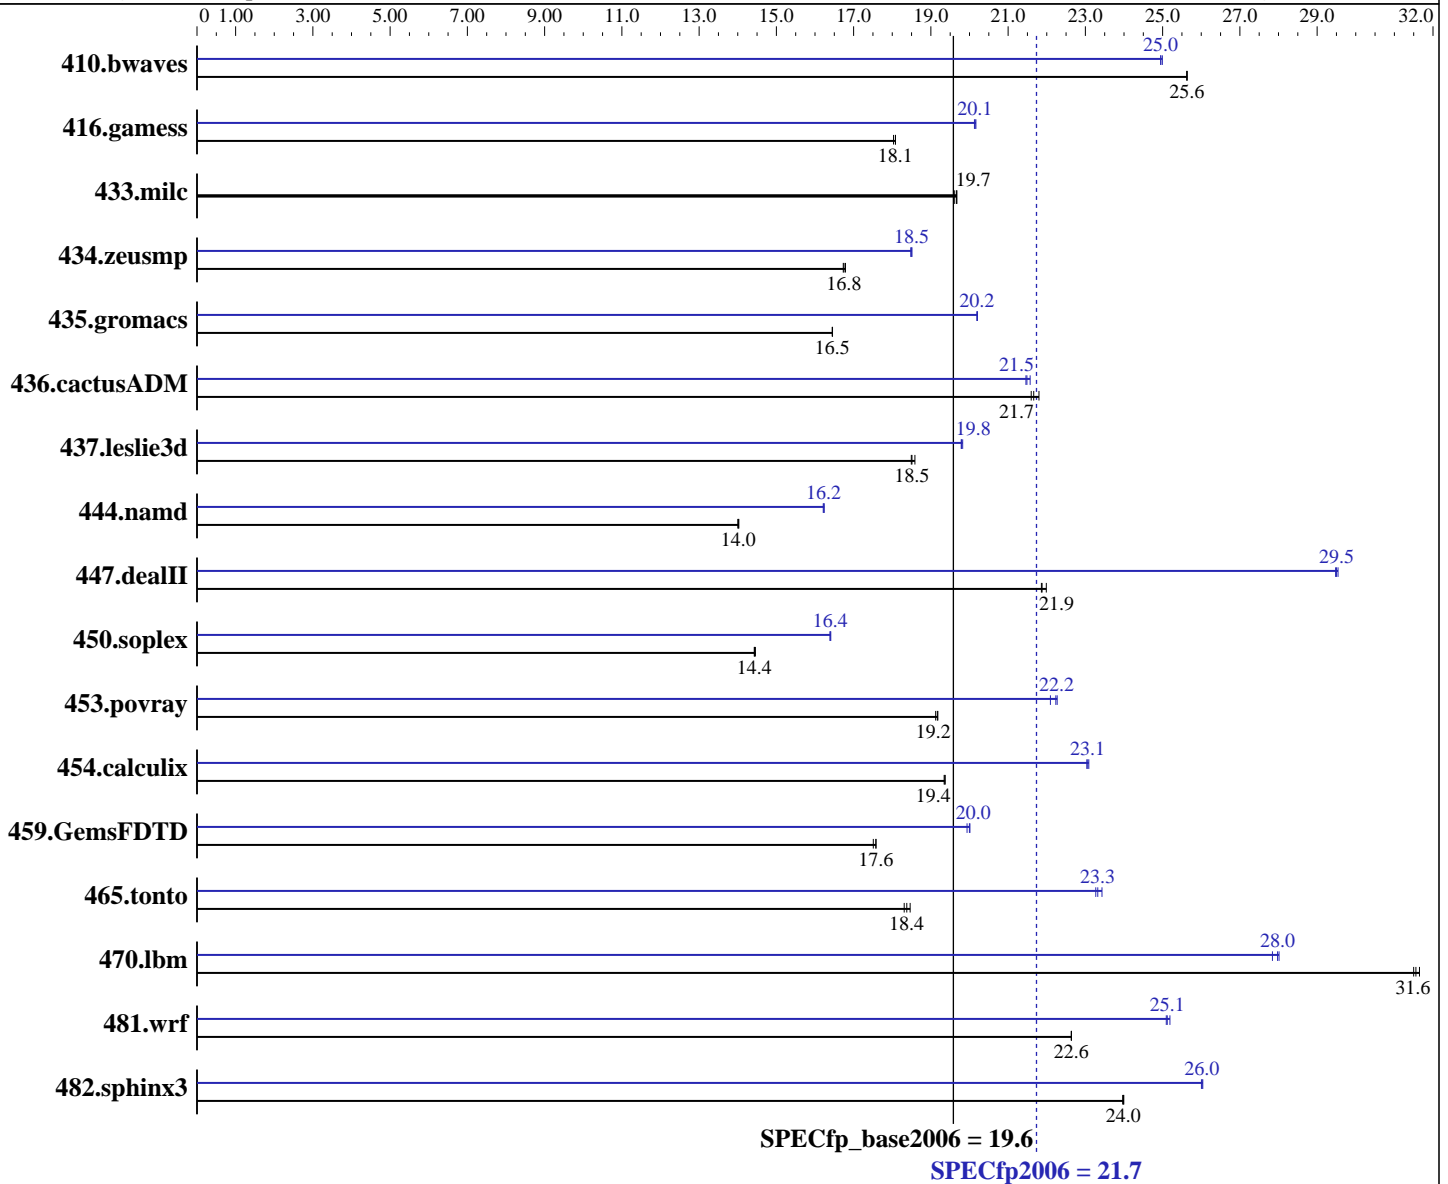 0 1.00 3.00 5.00 7.00 9.00 11.0 13.0 15.0 17.0 19.0 21.0 23.0 25.0 27.0 29.0 32.0
410.bwaves
25.0
25.6
416.gamess
20.1
18.1
433.milc
19.7
434.zeusmp
18.5
16.8
435.gromacs
20.2
16.5
436.cactusADM
21.5
21.7
437.leslie3d
19.8
18.5
444.namd
16.2
14.0
447.dealII
29.5
21.9
450.soplex
16.4
14.4
453.povray
22.2
19.2
454.calculix
23.1
19.4
459.GemsFDTD
20.0
17.6
465.tonto
23.3
18.4
470.lbm
28.0
31.6
481.wrf
25.1
22.6
482.sphinx3
26.0
24.0
SPECfp_base2006 = 19.6
SPECfp2006 = 21.7